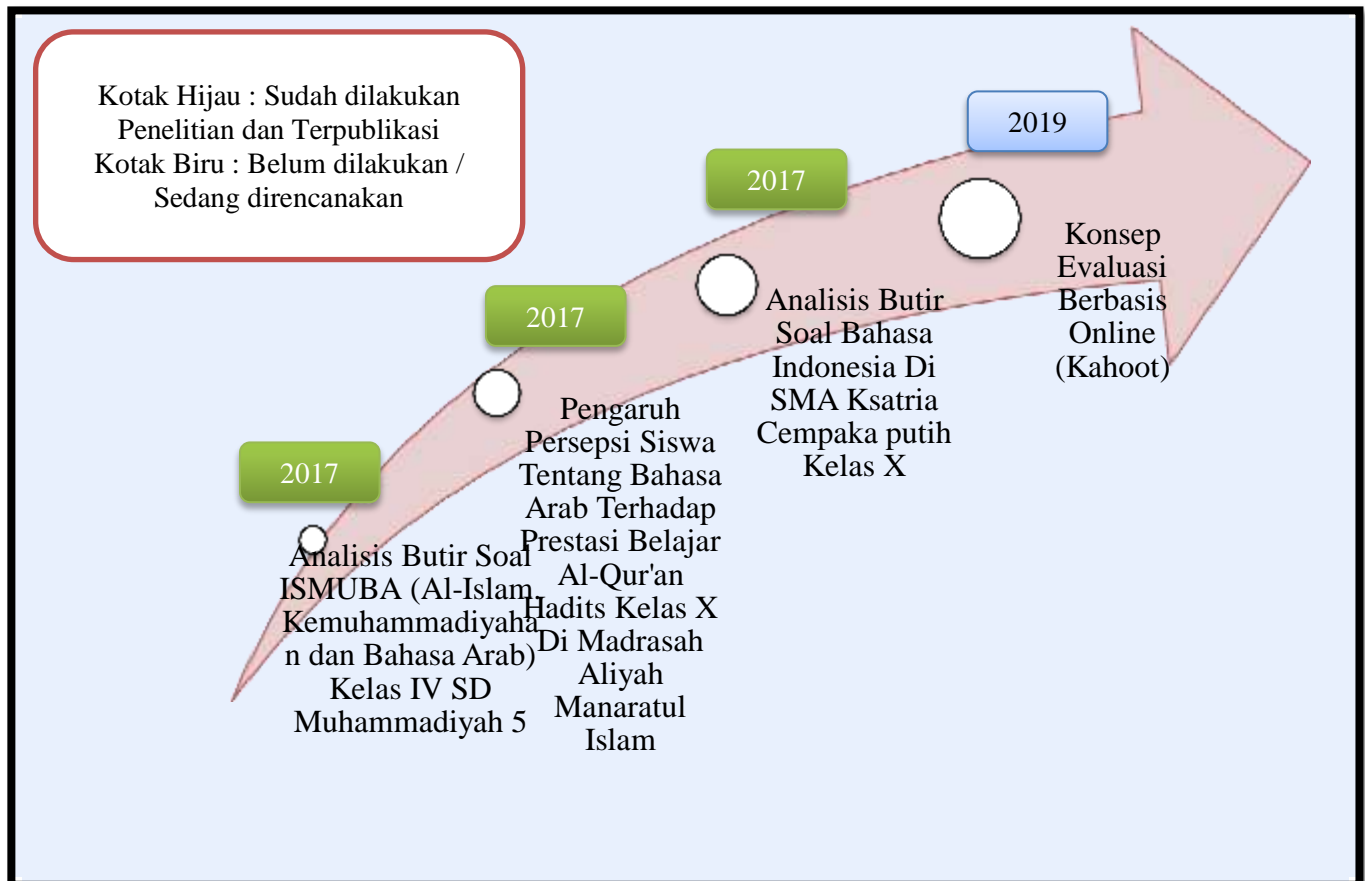 Kotak Hijau : Sudah dilakukan
Penelitian dan Terpublikasi
Kotak Biru : Belum dilakukan /
Sedang direncanakan
2017
Analisis Butir Soal
ISMUBA (Al-Islam,
Kemuhammadiyaha
n dan Bahasa Arab)
Kelas IV SD
Muhammadiyah 5
2017
Pengaruh
Persepsi Siswa
Tentang Bahasa
Arab Terhadap
Prestasi Belajar
Al-Qur'an
Hadits Kelas X
Di Madrasah
Aliyah
Manaratul
Islam
2017
Analisis Butir
Soal Bahasa
Indonesia Di
SMA Ksatria
Cempaka putih
Kelas X
2019
Konsep
Evaluasi
Berbasis
Online
(Kahoot)